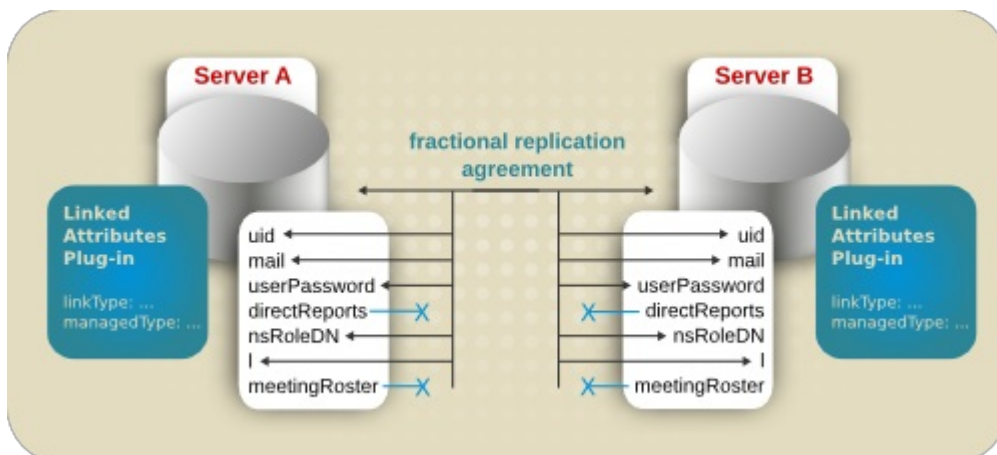 Server A
Server B
fractional replication
agreement
Linked
Attributes
Plug-in
linkType: ...
managedType: ...
uid
mail
userPassword
directReports
nsRoleDN
l
meetingRoster
uid
mail
userPassword
directReports
nsRoleDN
l
meetingRoster
Linked
Attributes
Plug-in
linkType: ...
managedType: ...